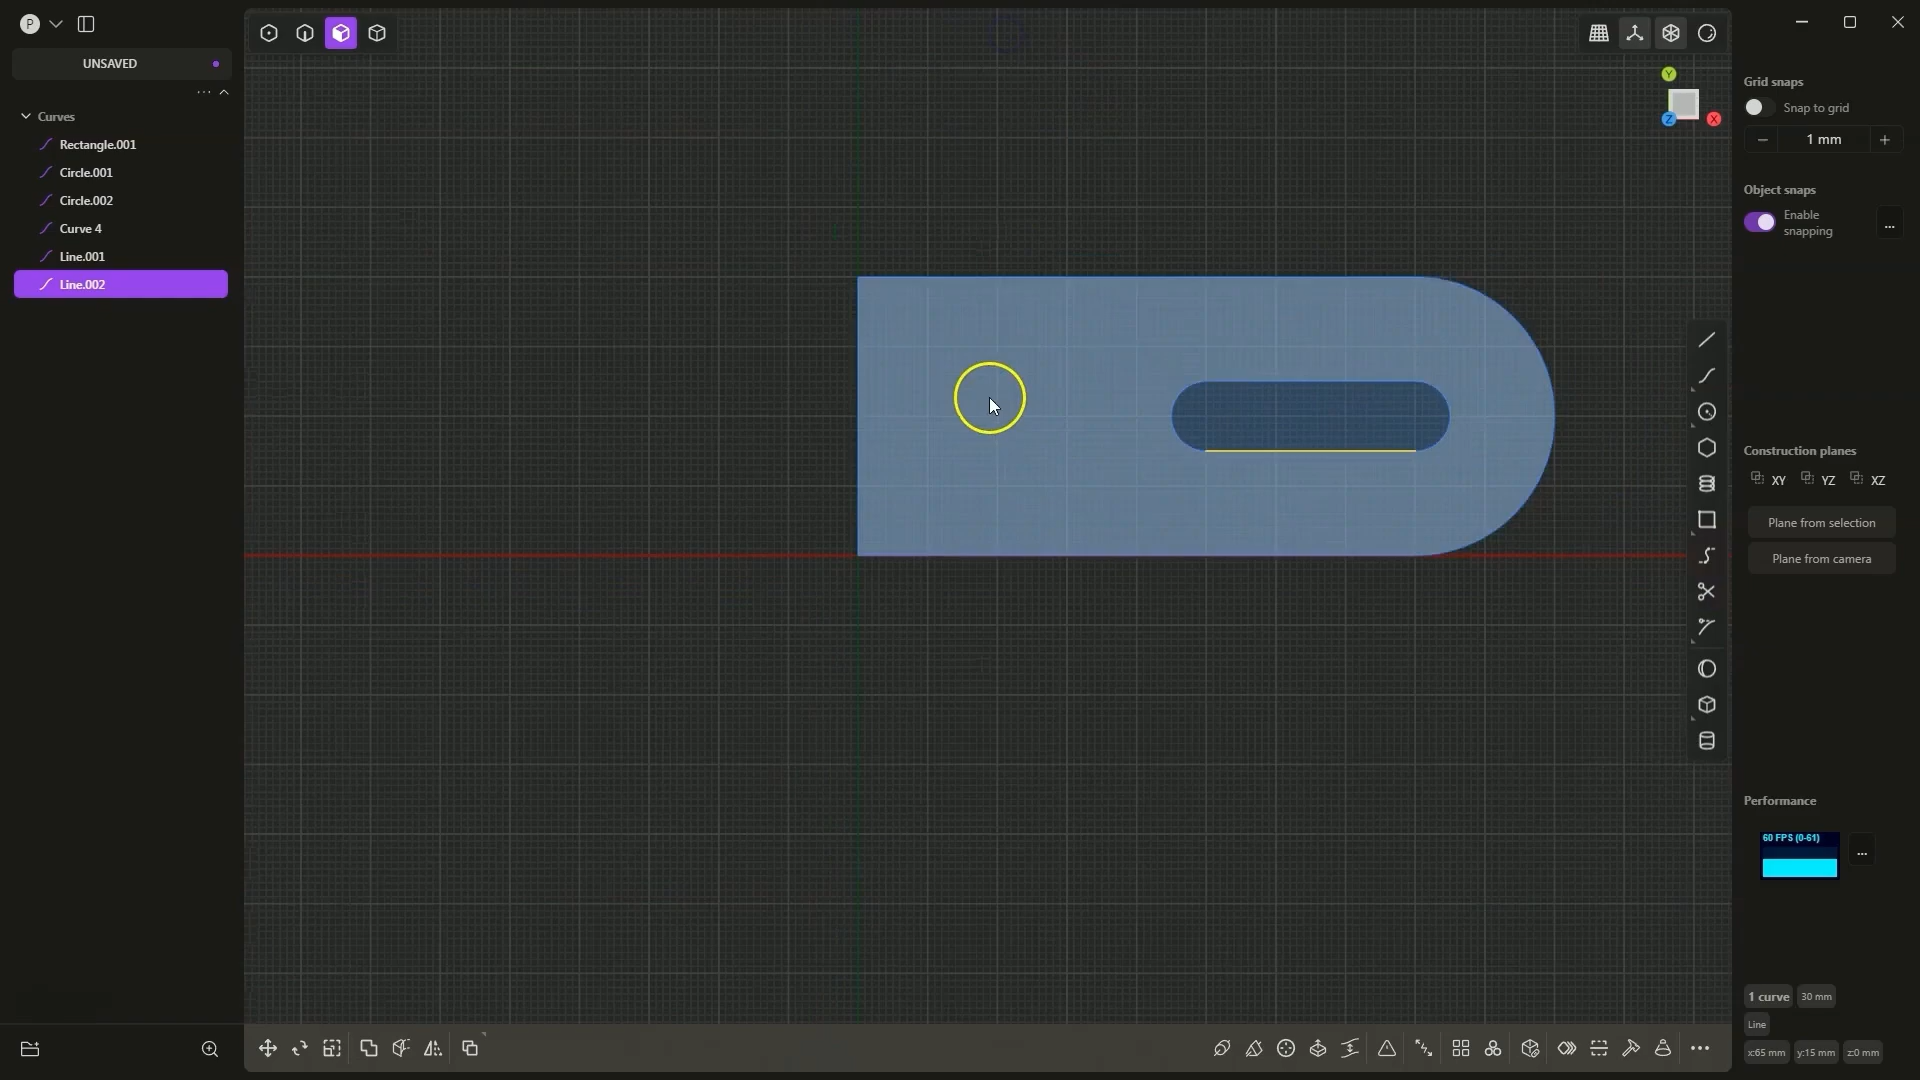 P
UNSAVED
...
Curves
Rectangle.001
Circle.001
Circle.002
Curve 4
Line.001
Line.002
Y
Z
X
Grid snaps
Snap to grid
1 mm
Object snaps
Enable
snapping
...
Construction planes
XY YZ XZ
Plane from selection
Plane from camera
Performance
60 FPS (0-61)
...
1 curve 30 mm
Line
x:65 mm y:15 mm z:0 mm